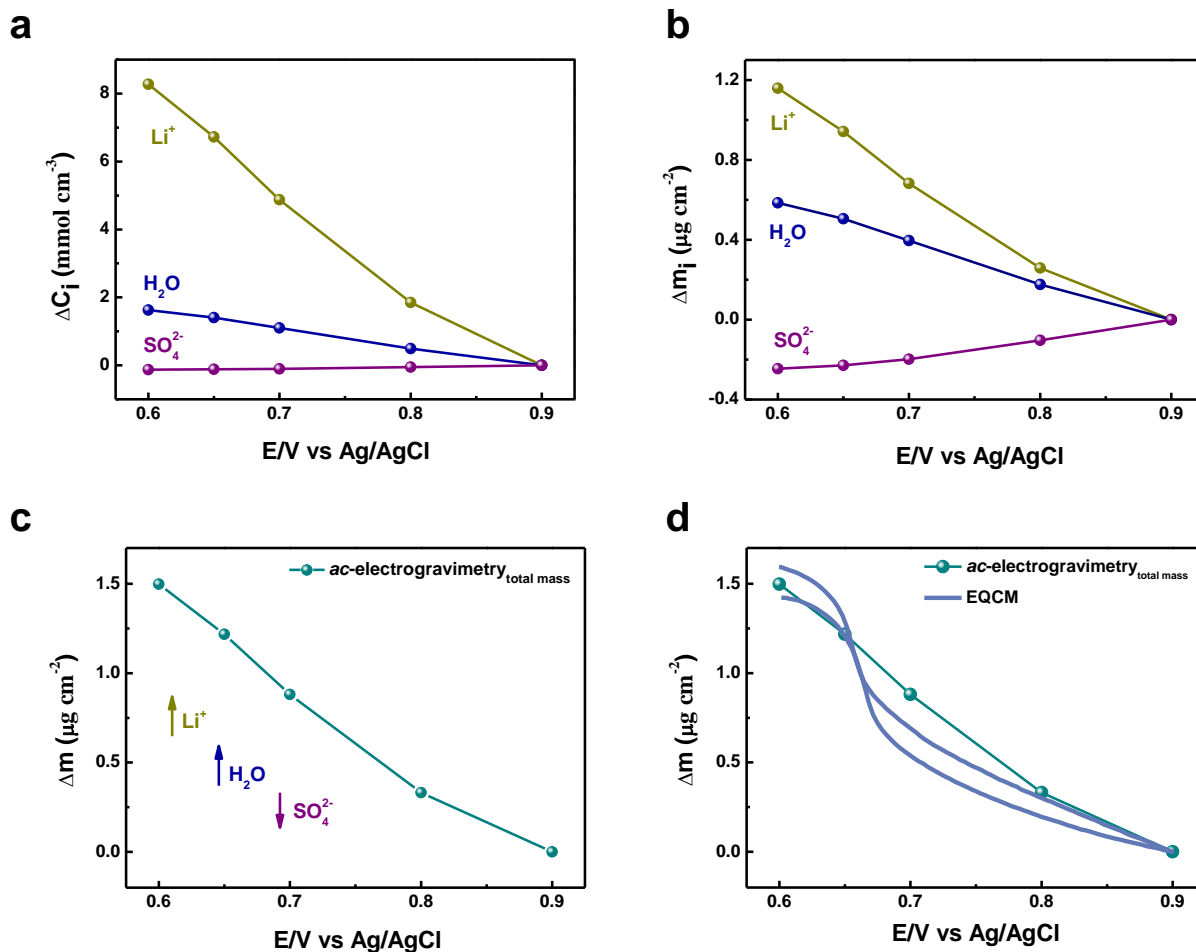 a
ΔCi (mmol cm-3)
8
6
4
2
0
Li+
H2O
SO42-
0.6 0.7 0.8 0.9
E/V vs Ag/AgCl
b
Δmi (μg cm-2)
1.2
0.8
0.4
0.0
-0.4
Li+
H2O
SO42-
0.6 0.7 0.8 0.9
E/V vs Ag/AgCl
c
Δm (μg cm-2)
1.5
1.0
0.5
0.0
ac-electrogravimetry total mass
Li+
H2O
SO42-
0.6 0.7 0.8 0.9
E/V vs Ag/AgCl
d
Δm (μg cm-2)
1.5
1.0
0.5
0.0
ac-electrogravimetry total mass
EQCM
0.6 0.7 0.8 0.9
E/V vs Ag/AgCl